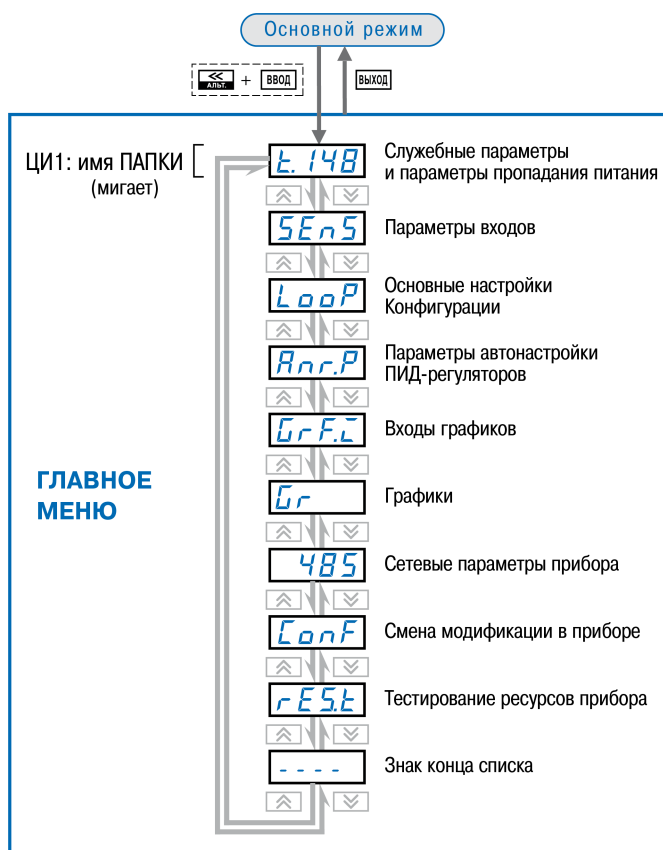 Основной режим
АЛЬТ. + ВВОД
ВЫХОД
ЦИ1: имя ПАПКИ
(мигает)
t.148
Служебные параметры
и параметры пропадания питания
SEnS
Параметры входов
LooP
Основные настройки
Конфигурации
Anr.P
Параметры автонастройки
ПИД-регуляторов
GrF.i
Входы графиков
ГЛАВНОЕ
МЕНЮ
Gr
Графики
485
Сетевые параметры прибора
ConF
Смена модификации в приборе
rES.t
Тестирование ресурсов прибора
- - - -
Знак конца списка